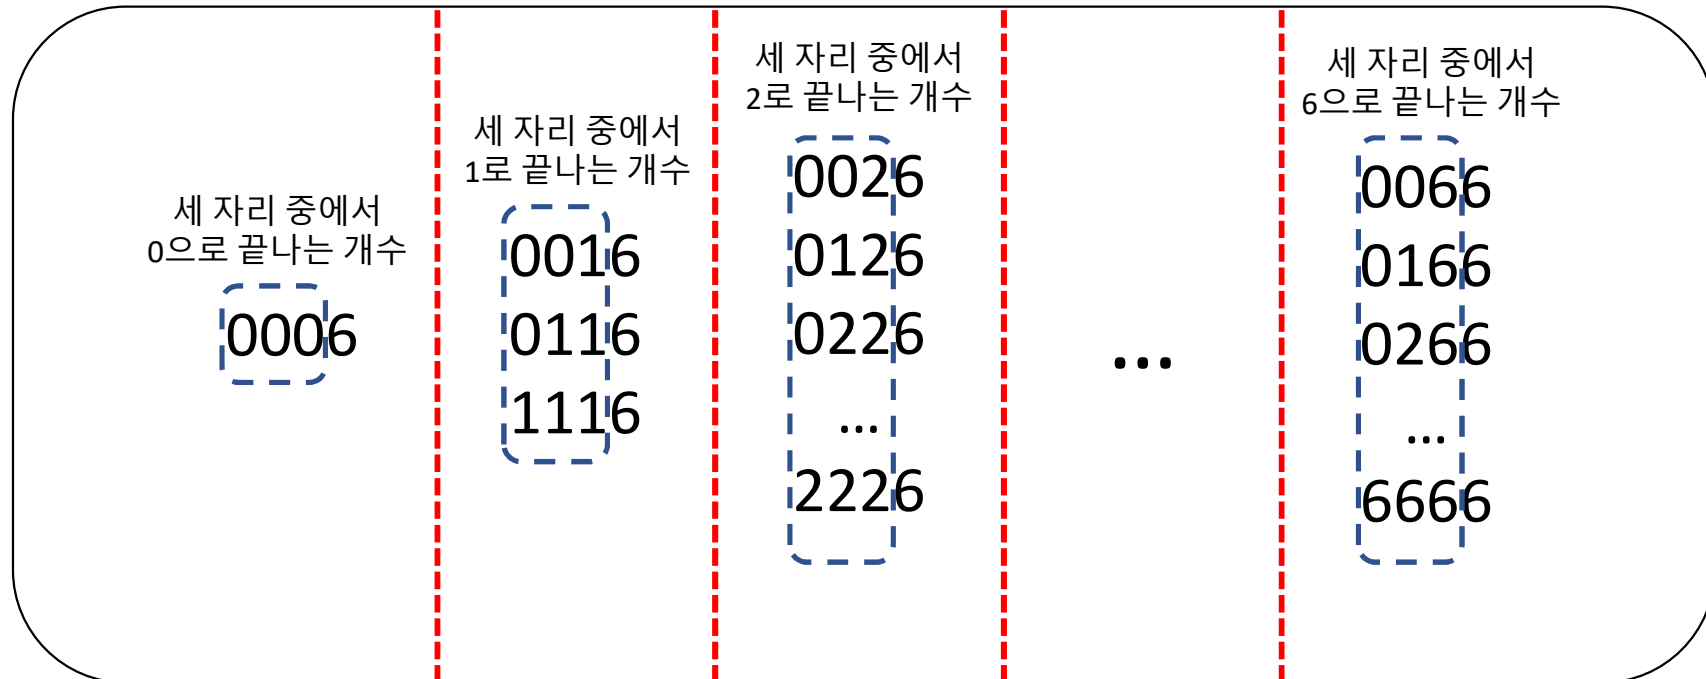 세 자리 중에서
0으로 끝나는 개수
0006
세 자리 중에서
1로 끝나는 개수
0016
0116
1116
세 자리 중에서
2로 끝나는 개수
0026
0126
0226
...
2226
...
세 자리 중에서
6으로 끝나는 개수
0066
0166
0266
...
6666